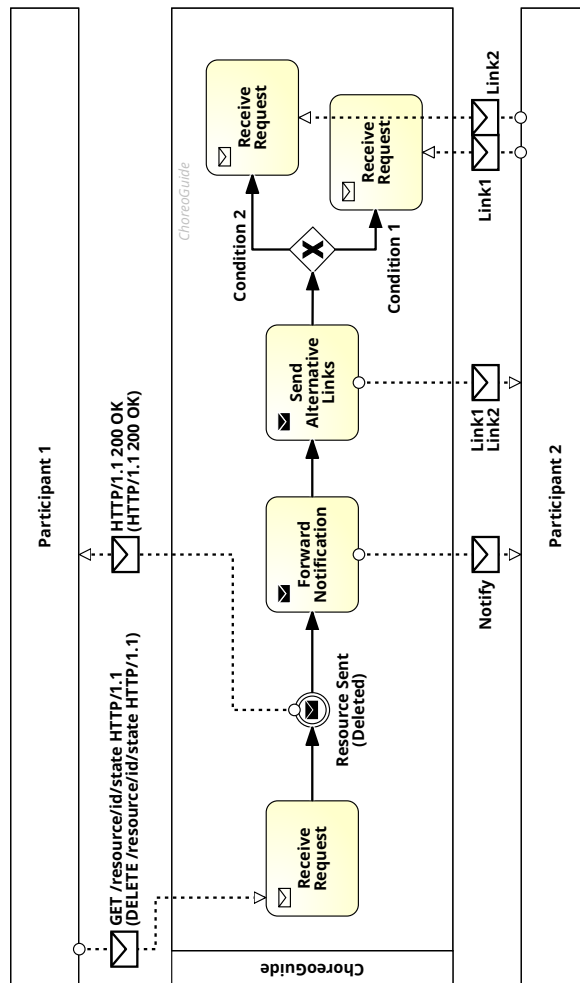 Participant 1
GET /resource/id/state HTTP/1.1
(DELETE /resource/id/state HTTP/1.1)
HTTP/1.1 200 OK
(HTTP/1.1 200 OK)
ChoreoGuide
ChoreoGuide
Receive
Request
Resource Sent
(Deleted)
Forward
Notification
Send
Alternative
Links
Condition 2
Condition 1
Receive
Request
Receive
Request
Notify
Link1
Link2
Link1
Link2
Participant 2